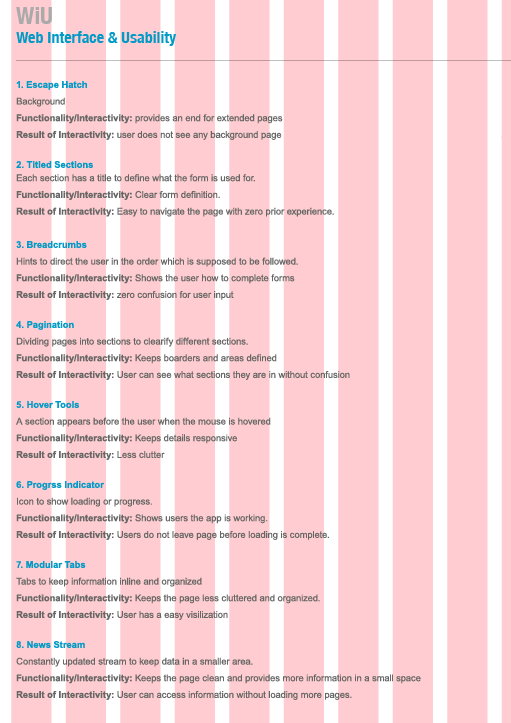 WiU
Web Interface & Usability
1. Escape Hatch
Background
Functionality/Interactivity: provides an end for extended pages
Result of Interactivity: user does not see any background page
2. Titled Sections
Each section has a title to define what the form is used for.
Functionality/Interactivity: Clear form definition.
Result of Interactivity: Easy to navigate the page with zero prior experience.
3. Breadcrumbs
Hints to direct the user in the order which is supposed to be followed.
Functionality/Interactivity: Shows the user how to complete forms
Result of Interactivity: zero confusion for user input
4. Pagination
Dividing pages into sections to clearify different sections.
Functionality/Interactivity: Keeps boarders and areas defined
Result of Interactivity: User can see what sections they are in without confusion
5. Hover Tools
A section appears before the user when the mouse is hovered
Functionality/Interactivity: Keeps details responsive
Result of Interactivity: Less clutter
6. Progrss Indicator
Icon to show loading or progress.
Functionality/Interactivity: Shows users the app is working.
Result of Interactivity: Users do not leave page before loading is complete.
7. Modular Tabs
Tabs to keep information inline and organized
Functionality/Interactivity: Keeps the page less cluttered and organized.
Result of Interactivity: User has a easy visilization
8. News Stream
Constantly updated stream to keep data in a smaller area.
Functionality/Interactivity: Keeps the page clean and provides more information in a small space
Result of Interactivity: User can access information without loading more pages.